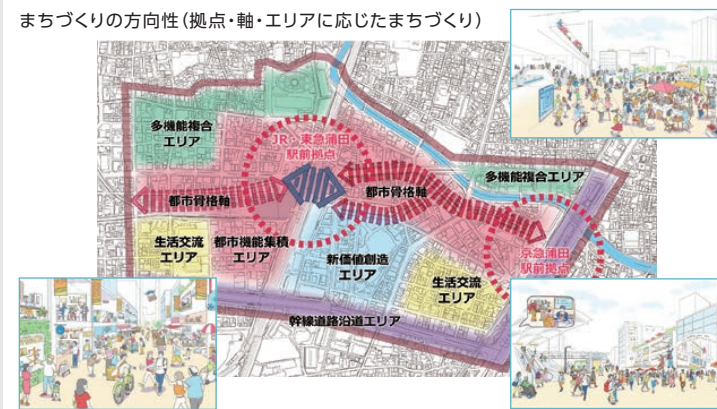 まちづくりの方向性(拠点・軸・エリアに応じたまちづくり)
多機能複合
エリア
JR・東急蒲田
駅前拠点
多機能複合エリア
都市骨格軸
都市骨格軸
生活交流
エリア
都市機能集積
エリア
新価値創造
エリア
京急蒲田
駅前拠点
生活交流
エリア
幹線道路沿道エリア